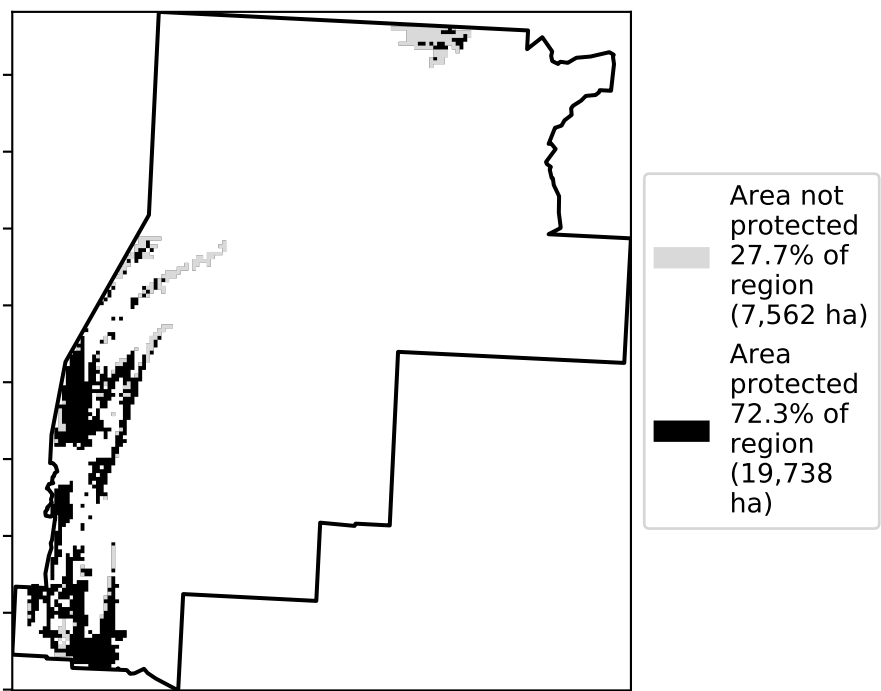 Area not
protected
27.7% of
region
(7,562 ha)
Area
protected
72.3% of
region
(19,738
ha)